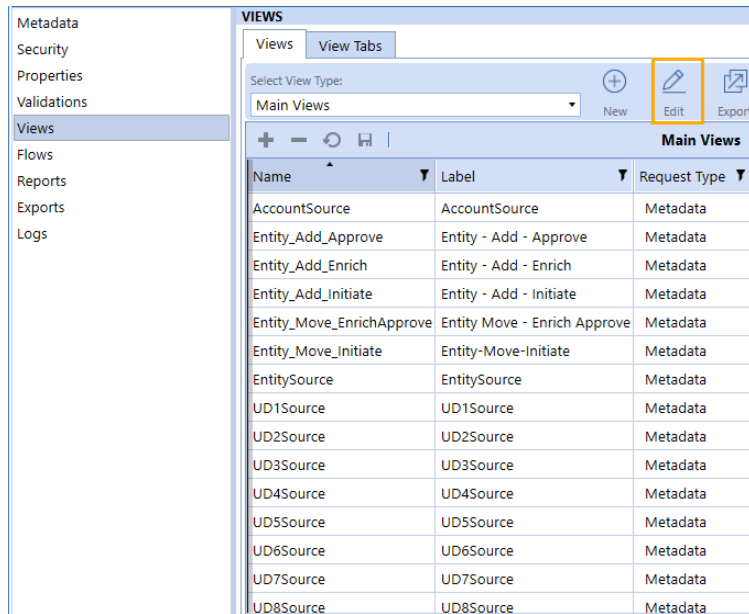 Metadata
Security
Properties
Validations
Views
Flows
Reports
Exports
Logs
VIEWS
Views View Tabs
Select View Type:
Main Views
New Edit Export
Main Views
Name Label Request Type
AccountSource AccountSource Metadata
Entity_Add_Approve Entity - Add - Approve Metadata
Entity_Add_Enrich Entity - Add - Enrich Metadata
Entity_Add_Initiate Entity - Add - Initiate Metadata
Entity_Move_EnrichApprove Entity Move - Enrich Approve Metadata
Entity_Move_Initiate Entity-Move-Initiate Metadata
EntitySource EntitySource Metadata
UD1Source UD1Source Metadata
UD2Source UD2Source Metadata
UD3Source UD3Source Metadata
UD4Source UD4Source Metadata
UD5Source UD5Source Metadata
UD6Source UD6Source Metadata
UD7Source UD7Source Metadata
UD8Source UD8Source Metadata